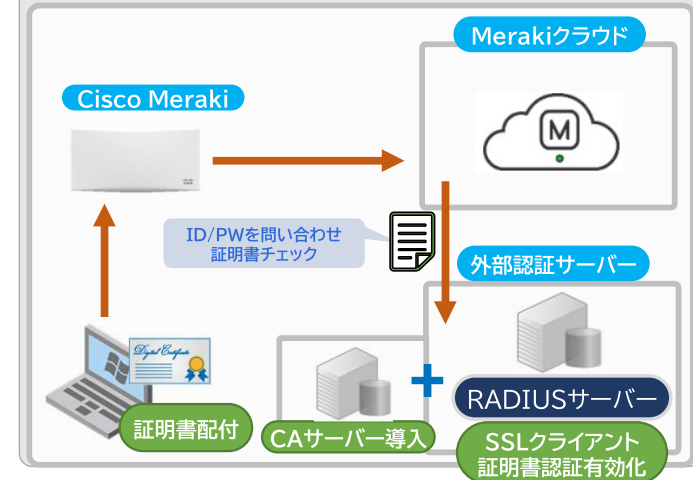 Merakiクラウド
Cisco Meraki
M
ID/PWを問い合わせ
証明書チェック
外部認証サーバー
Digital Certificate
RADIUSサーバー
証明書配付
CAサーバー導入
SSLクライアント
証明書認証有効化